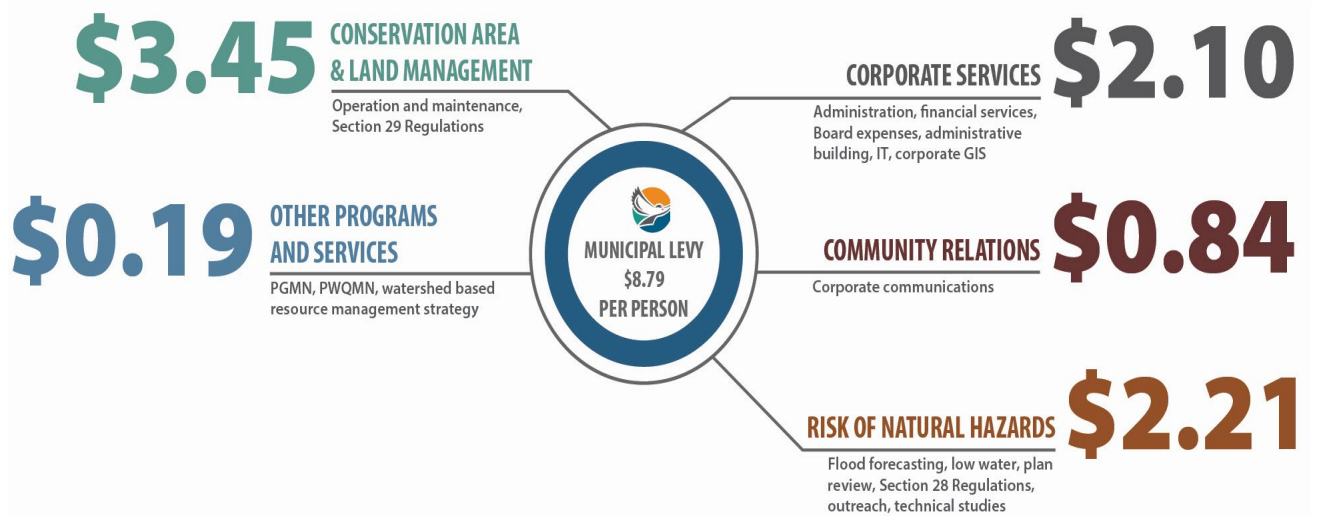 $3.45
CONSERVATION AREA
& LAND MANAGEMENT
Operation and maintenance,
Section 29 Regulations
$0.19
OTHER PROGRAMS
AND SERVICES
PGMN, PWQMN, watershed based
resource management strategy
MUNICIPAL LEVY
$8.79
PER PERSON
CORPORATE SERVICES
$2.10
Administration, financial services,
Board expenses, administrative
building, IT, corporate GIS
COMMUNITY RELATIONS
$0.84
Corporate communications
RISK OF NATURAL HAZARDS
$2.21
Flood forecasting, low water, plan
review, Section 28 Regulations,
outreach, technical studies